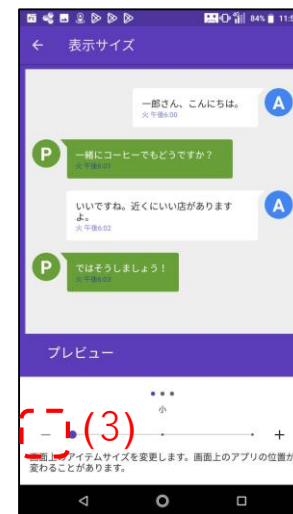 84% 11:5
表示サイズ
一郎さん、こんにちは。
火 午後6:00
A
P
一緒にコーヒーでもどうですか？
火 午後6:01
いいですね。近くにいい店があります
よ。
火 午後6:02
A
P
ではそうしましょう！
火 午後6:03
プレビュー
小
(3)
画面上のアイテムサイズを変更します。画面上のアプリの位置が
変わることがあります。